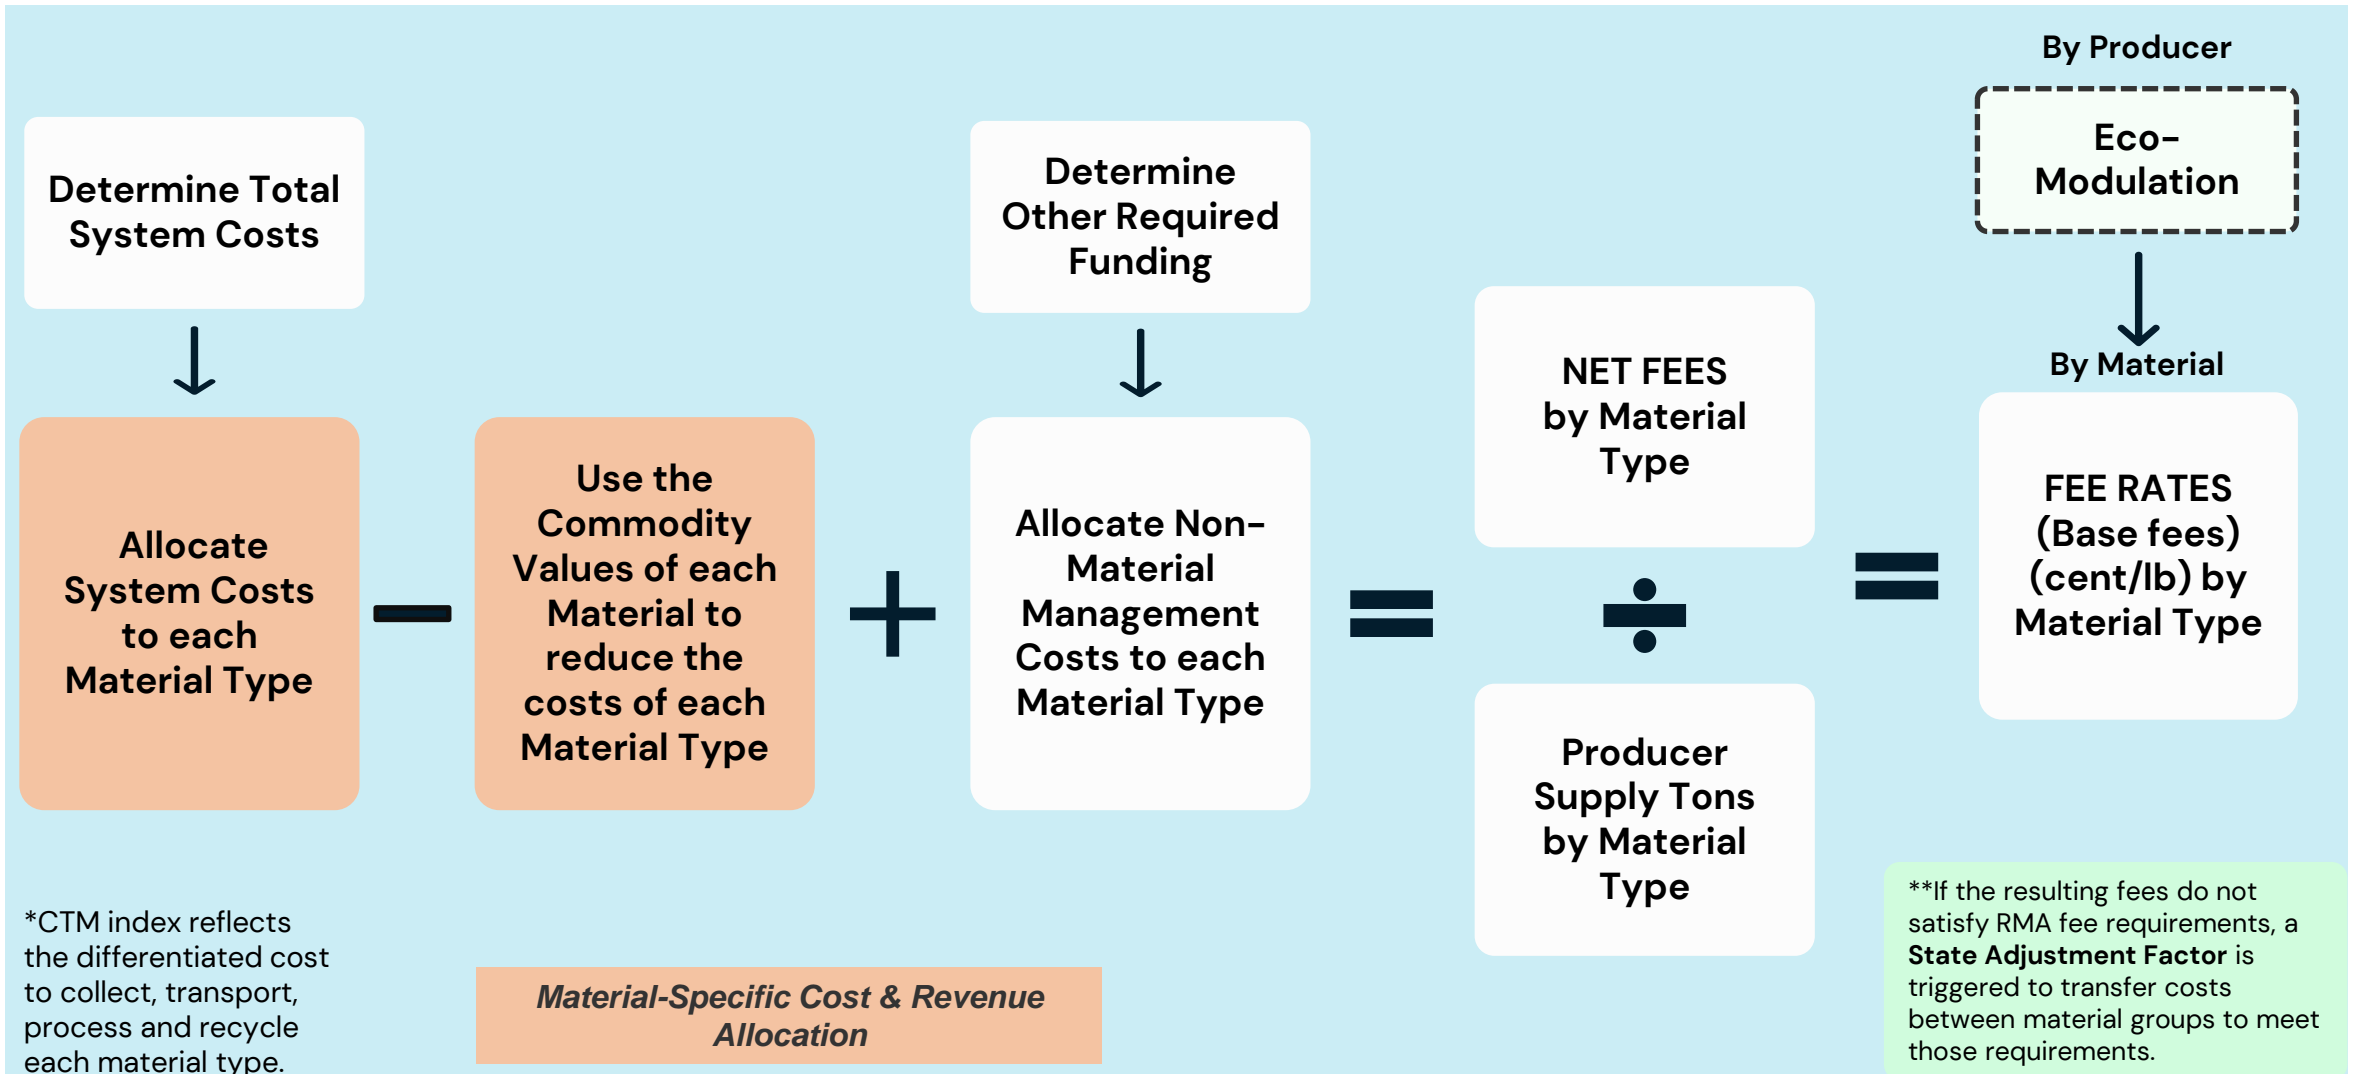 By Producer
Eco-
Modulation
Determine Total
System Costs
Determine
Other Required
Funding
By Material
Allocate
System Costs
to each
Material Type
Use the
Commodity
Values of each
Material to
reduce the
costs of each
Material Type
Allocate Non-
Material
Management
Costs to each
Material Type
NET FEES
by Material
Type
Producer
Supply Tons
by Material
Type
FEE RATES
(Base fees)
(cent/lb) by
Material Type
*CTM index reflects
the differentiated cost
to collect, transport,
process and recycle
each material type.
Material-Specific Cost & Revenue
Allocation
**If the resulting fees do not
satisfy RMA fee requirements, a
State Adjustment Factor is
triggered to transfer costs
between material groups to meet
those requirements.